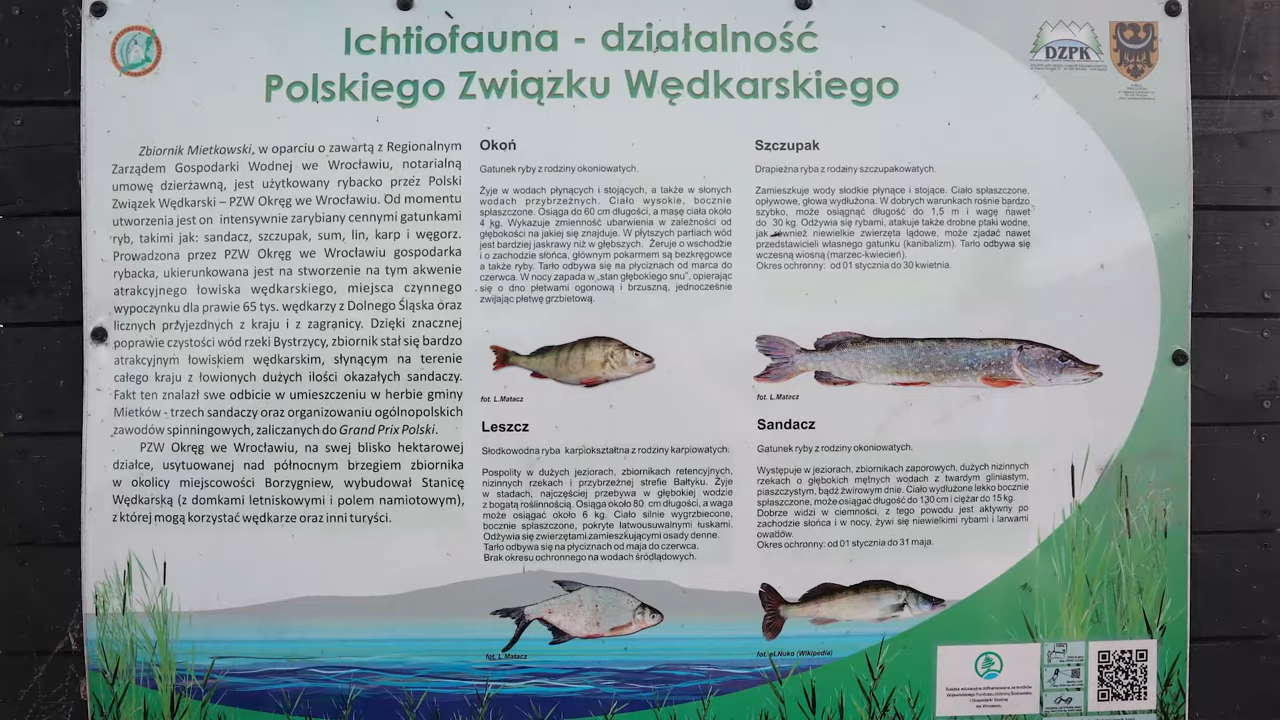 Ichtiofauna - działalność
Polskiego Związku Wędkarskiego
DZPK
Zbiornik Mietkowski, w oparciu o zawartą z Regionalnym
Zarządem Gospodarki Wodnej we Wrocławiu, notarialną
umowę dzierżawną, jest użytkowany rybacko przez Polski
Związek Wędkarski – PZW Okręg we Wrocławiu. Od momentu
utworzenia jest on intensywnie zarybiany cennymi gatunkami
ryb, takimi jak: sandacz, szczupak, sum, lin, karp i węgorz.
Prowadzona przez PZW Okręg we Wrocławiu gospodarka
rybacka, ukierunkowana jest na stworzenie na tym akwenie
atrakcyjnego łowiska wędkarskiego, miejsca czynnego
wypoczynku dla prawie 65 tys. wędkarzy z Dolnego Śląska oraz
licznych przyjezdnych z kraju i z zagranicy. Dzięki znacznej
poprawie czystości wód rzeki Bystrzycy, zbiornik stał się bardzo
atrakcyjnym łowiskiem wędkarskim, słynącym na terenie
całego kraju z łowionych dużych ilości okazałych sandaczy.
Fakt ten znalazł swe odbicie w umieszczeniu w herbie gminy
Mietków - trzech sandaczy oraz organizowaniu ogólnopolskich
zawodów spinningowych, zaliczanych do Grand Prix Polski.
PZW Okręg we Wrocławiu, na swej blisko hektarowej
działce, usytuowanej nad północnym brzegiem zbiornika
w okolicy miejscowości Borzygniew, wybudował Stanicę
Wędkarską (z domkami letniskowymi i polem namiotowym),
z której mogą korzystać wędkarze oraz inni turyści.
Okoń
Gatunek ryby z rodziny okoniowatych.
Żyje w wodach płynących i stojących, a także w słonych
wodach przybrzeżnych. Ciało wysokie, bocznie
spłaszczone. Osiąga do 60 cm długości, a masę ciała około
4 kg. Wykazuje zmienność ubarwienia w zależności od
głębokości na jakiej się znajduje. W płytszych partiach wód
jest bardziej jaskrawy niż w głębszych. Żeruje o wschodzie
i o zachodzie słońca, głównym pokarmem są bezkręgowce
a także ryby. Tarło odbywa się na płyciznach od marca do
czerwca. W nocy zapada w „stan głębokiego snu", opierając
się o dno płetwami ogonową i brzuszną, jednocześnie
zwijając płetwę grzbietową.
fot. L.Matacz
Leszcz
Słodkowodna ryba karpiokształtna z rodziny karpiowatych.
Pospolity w dużych jeziorach, zbiornikach retencyjnych,
nizinnych rzekach i przybrzeżnej strefie Bałtyku. Żyje
w stadach, najczęściej przebywa w głębokiej wodzie
z bogatą roślinnością. Osiąga około 80 cm długości, a waga
może osiągać około 6 kg. Ciało silnie wygrzbiecone,
bocznie spłaszczone, pokryte łatwousuwalnymi łuskami.
Odżywia się zwierzętami zamieszkującymi osady denne.
Tarło odbywa się na płyciznach od maja do czerwca.
Brak okresu ochronnego na wodach śródlądowych.
fot. L.Matacz
Szczupak
Drapieżna ryba z rodziny szczupakowatych.
Zamieszkuje wody słodkie płynące i stojące. Ciało spłaszczone,
opływowe, głowa wydłużona. W dobrych warunkach rośnie bardzo
szybko, może osiągnąć długość do 1,5 m i wagę nawet
do 30 kg. Odżywia się rybami, atakuje także drobne ptaki wodne,
jak również niewielkie zwierzęta lądowe, może zjadać nawet
przedstawicieli własnego gatunku (kanibalizm). Tarło odbywa się
wczesną wiosną (marzec-kwiecień).
Okres ochronny: od 01 stycznia do 30 kwietnia.
fot. L.Matacz
Sandacz
Gatunek ryby z rodziny okoniowatych.
Występuje w jeziorach, zbiornikach zaporowych, dużych nizinnych
rzekach o głębokich mętnych wodach z twardym gliniastym,
piaszczystym, bądź żwirowym dnie. Ciało wydłużone lekko bocznie
spłaszczone, może osiągać długość do 130 cm i ciężar do 15 kg.
Dobrze widzi w ciemności, z tego powodu jest aktywny po
zachodzie słońca i w nocy, żywi się niewielkimi rybami i larwami
owadów.
Okres ochronny: od 01 stycznia do 31 maja.
fot. pl.Nuko (Wikipedia)
Ścieżka edukacyjna dofinansowana ze środków
Wojewódzkiego Funduszu Ochrony Środowiska
i Gospodarki Wodnej
we Wrocławiu